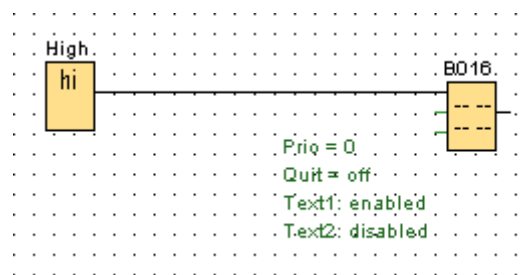 High
hi
B016
Prio = 0
Quit = off
Text1: enabled
Text2: disabled